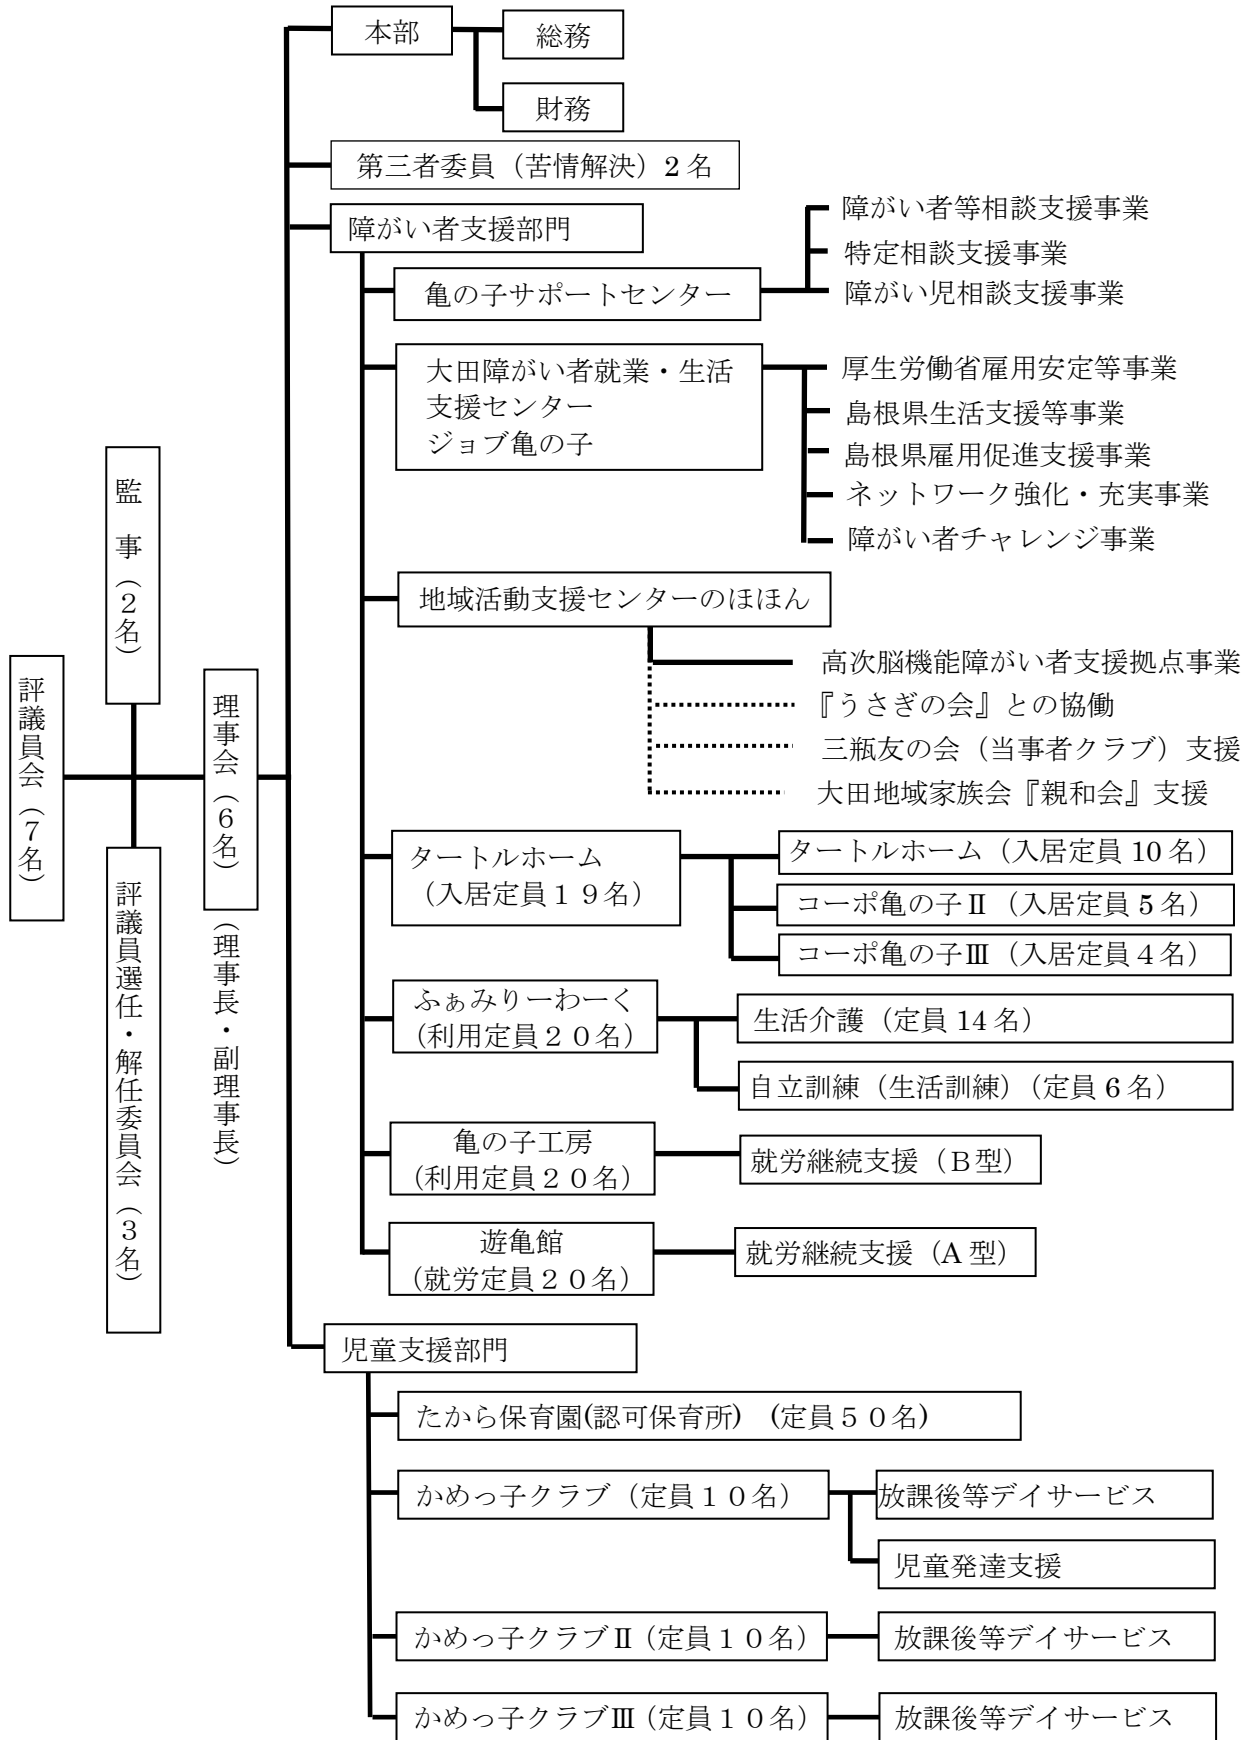 本部
総務
財務
第三者委員（苦情解決）2名
障がい者支援部門
亀の子サポートセンター
障がい者等相談支援事業
特定相談支援事業
障がい児相談支援事業
大田障がい者就業・生活
支援センター
ジョブ亀の子
厚生労働省雇用安定等事業
島根県生活支援等事業
島根県雇用促進支援事業
ネットワーク強化・充実事業
障がい者チャレンジ事業
監　事（２名）
評議員会（７名）
理事会（６名）
（理事長・副理事長）
評議員選任・解任委員会（３名）
地域活動支援センターのほほん
高次脳機能障がい者支援拠点事業
『うさぎの会』との協働
三瓶友の会（当事者クラブ）支援
大田地域家族会『親和会』支援
タートルホーム
（入居定員１９名）
タートルホーム（入居定員 10 名）
コーポ亀の子Ⅱ（入居定員 5 名）
コーポ亀の子Ⅲ（入居定員４名）
ふぁみりーわーく
(利用定員２０名)
生活介護（定員 14 名）
自立訓練（生活訓練）（定員 6 名）
亀の子工房
(利用定員２０名)
就労継続支援（Ｂ型）
遊亀館
(就労定員２０名)
就労継続支援（A 型）
児童支援部門
たから保育園(認可保育所)　(定員５０名)
かめっ子クラブ（定員１０名）
放課後等デイサービス
児童発達支援
かめっ子クラブⅡ（定員１０名）
放課後等デイサービス
かめっ子クラブⅢ（定員１０名）
放課後等デイサービス